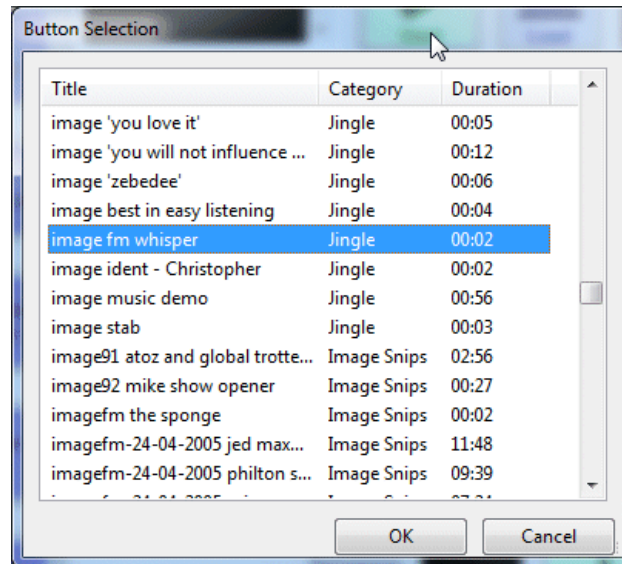 Button Selection
Title Category Duration
image 'you love it' Jingle 00:05
image 'you will not influence ... Jingle 00:12
image 'zebedee' Jingle 00:06
image best in easy listening Jingle 00:04
image fm whisper Jingle 00:02
image ident - Christopher Jingle 00:02
image music demo Jingle 00:56
image stab Jingle 00:03
image91 atoz and global trotte... Image Snips 02:56
image92 mike show opener Image Snips 00:27
imagefm the sponge Image Snips 00:02
imagefm-24-04-2005 jed max... Image Snips 11:48
imagefm-24-04-2005 philton s... Image Snips 09:39
OK Cancel